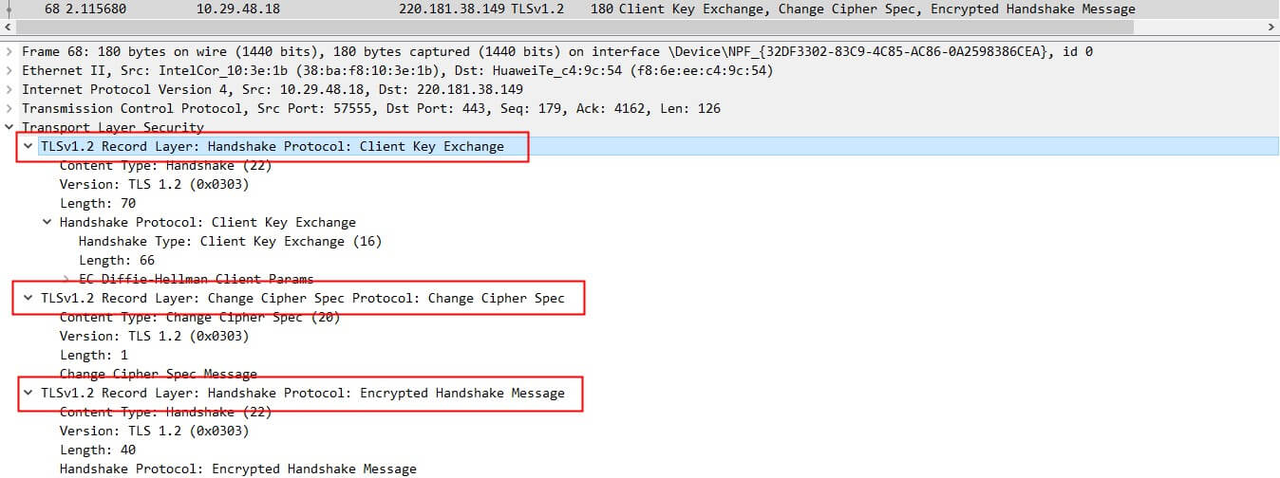 68 2.115680 10.29.48.18 220.181.38.149 TLSv1.2 180 Client Key Exchange, Change Cipher Spec, Encrypted Handshake Message
Frame 68: 180 bytes on wire (1440 bits), 180 bytes captured (1440 bits) on interface \Device\NPF_{32DF3302-83C9-4C85-AC86-0A2598386CEA}, id 0
Ethernet II, Src: IntelCor_10:3e:1b (38:ba:f8:10:3e:1b), Dst: HuaweiTe_c4:9c:54 (f8:6e:ee:c4:9c:54)
Internet Protocol Version 4, Src: 10.29.48.18, Dst: 220.181.38.149
Transmission Control Protocol, Src Port: 57555, Dst Port: 443, Seq: 179, Ack: 4162, Len: 126
Transport Layer Security
TLSv1.2 Record Layer: Handshake Protocol: Client Key Exchange
Content Type: Handshake (22)
Version: TLS 1.2 (0x0303)
Length: 70
Handshake Protocol: Client Key Exchange
Handshake Type: Client Key Exchange (16)
Length: 66
EC Diffie-Hellman Client Params
TLSv1.2 Record Layer: Change Cipher Spec Protocol: Change Cipher Spec
Content Type: Change Cipher Spec (20)
Version: TLS 1.2 (0x0303)
Length: 1
Change Cipher Spec Message
TLSv1.2 Record Layer: Handshake Protocol: Encrypted Handshake Message
Content Type: Handshake (22)
Version: TLS 1.2 (0x0303)
Length: 40
Handshake Protocol: Encrypted Handshake Message